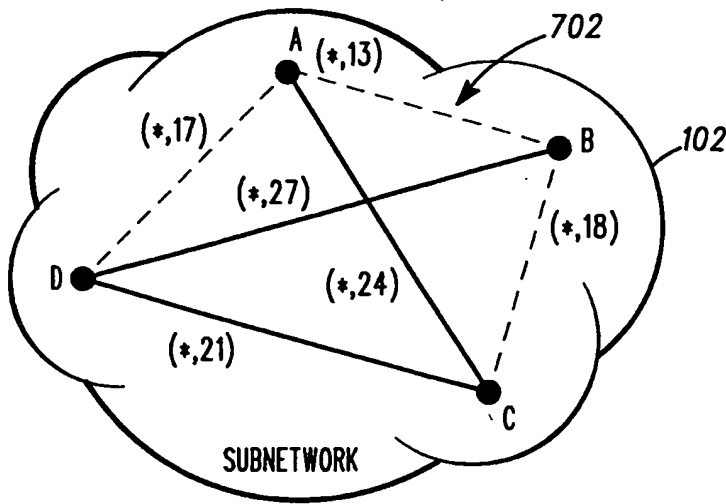 702
A
(*,13)
102
(*,17)
B
(*,27)
(*,18)
D
(*,24)
(*,21)
C
SUBNETWORK